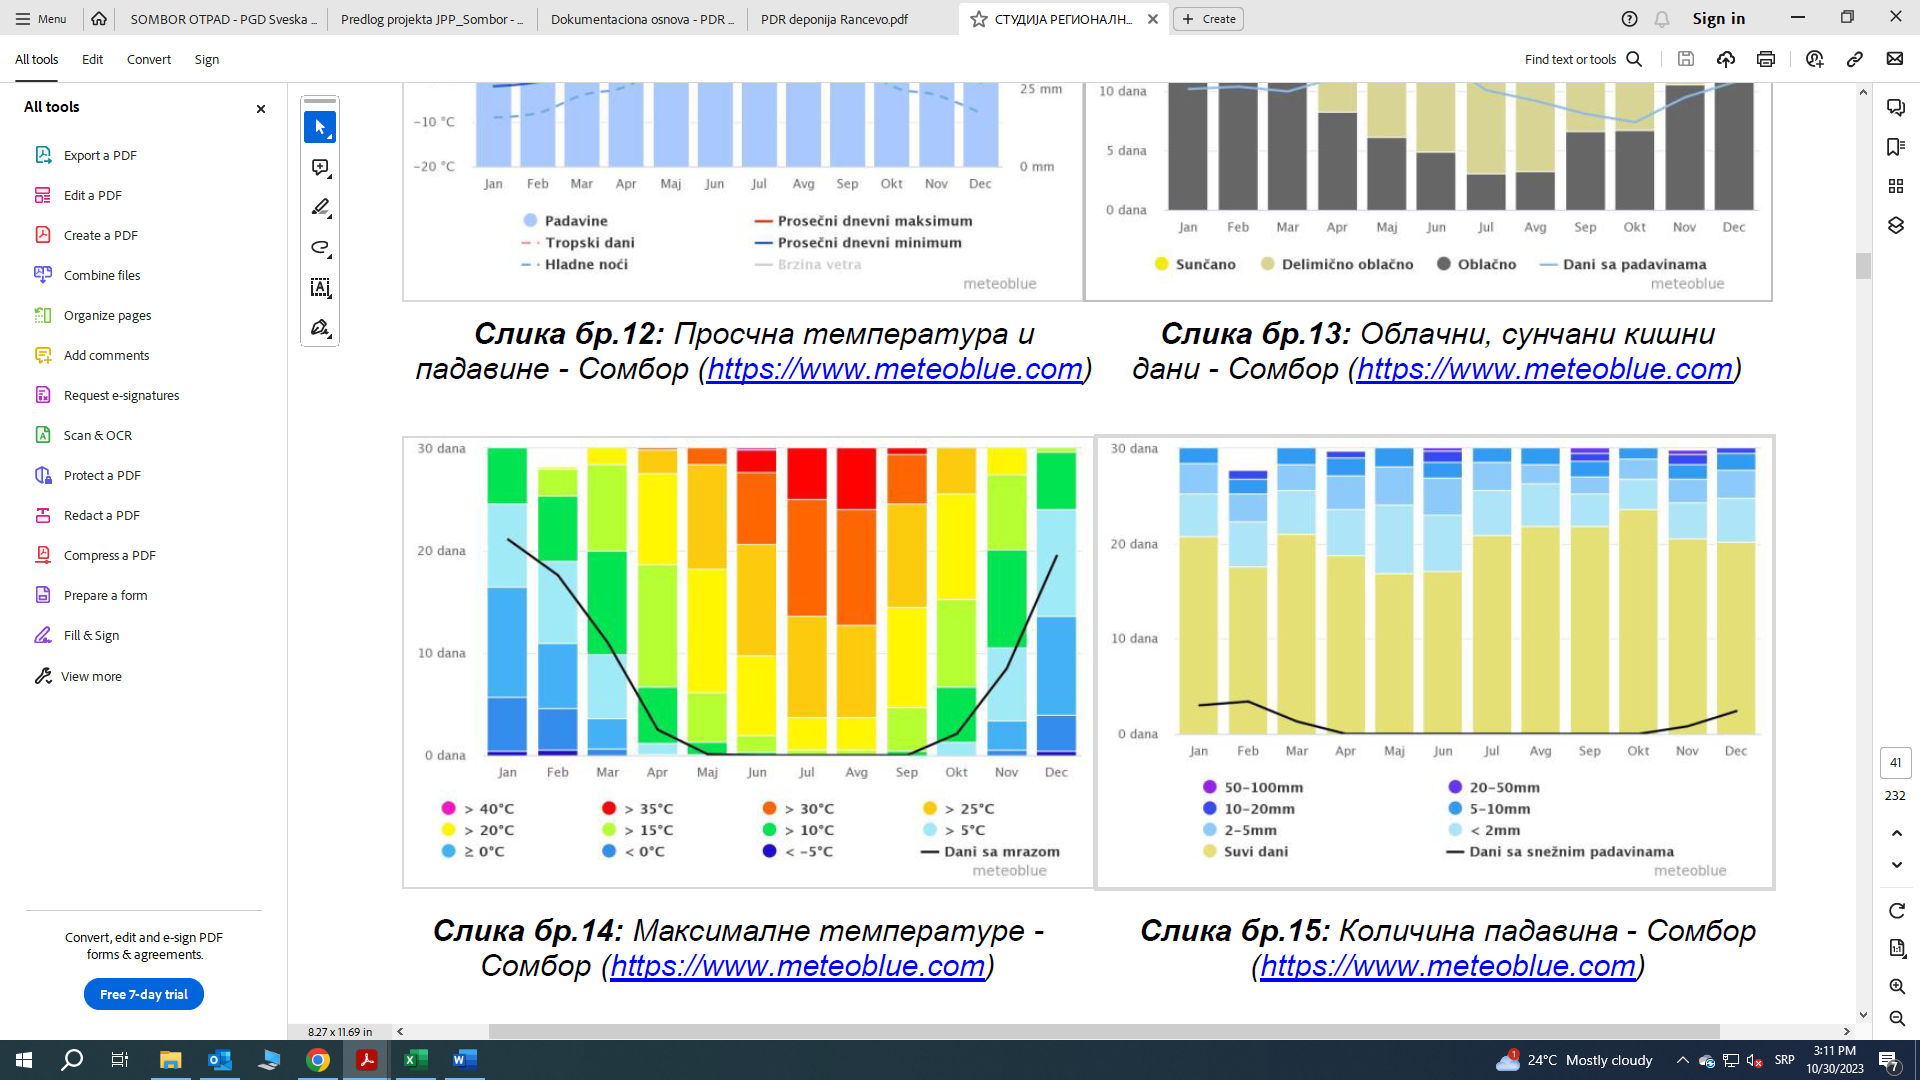 Menu
SOMBOR OTPAD - PGD Sveska ...
Predlog projekta JPP_Sombor - ...
Dokumentaciona osnova - PDR ...
PDR deponija Rancevo.pdf
СТУДИЈА РЕГИОНАЛН...
Create
Sign in
All tools
Edit
Convert
Sign
Find text or tools
All tools
Export a PDF
Edit a PDF
Create a PDF
Combine files
Organize pages
Add comments
Request e-signatures
Scan & OCR
Protect a PDF
Redact a PDF
Compress a PDF
Prepare a form
Fill & Sign
View more
Convert, edit and e-sign PDF
forms & agreements.
Free 7-day trial
25 mm
-10 °C
-20 °C
0 mm
Jan Feb Mar Apr Maj Jun Jul Avg Sep Okt Nov Dec
Padavine
Prosečni dnevni maksimum
Tropski dani
Prosečni dnevni minimum
Hladne noći
Brzina vetra
meteoblue
10 dana
5 dana
0 dana
Jan Feb Mar Apr Maj Jun Jul Avg Sep Okt Nov Dec
Sunčano
Delimično oblačno
Oblačno
Dani sa padavinama
meteoblue
Слика бр.12: Просчна температура и
падавине - Сомбор (https://www.meteoblue.com)
Слика бр.13: Облачни, сунчани кишни
дани - Сомбор (https://www.meteoblue.com)
30 dana
20 dana
10 dana
0 dana
Jan Feb Mar Apr Maj Jun Jul Avg Sep Okt Nov Dec
> 40°C > 35°C > 30°C > 25°C
> 20°C > 15°C > 10°C > 5°C
≥ 0°C < 0°C < -5°C Dani sa mrazom
meteoblue
30 dana
20 dana
10 dana
0 dana
Jan Feb Mar Apr Maj Jun Jul Avg Sep Okt Nov Dec
50-100mm 20-50mm
10-20mm 5-10mm
2-5mm < 2mm
Suvi dani Dani sa snežnim padavinama
meteoblue
Слика бр.14: Максималне температуре -
Сомбор (https://www.meteoblue.com)
Слика бр.15: Количина падавина - Сомбор
(https://www.meteoblue.com)
41
232
8.27 x 11.69 in
1
24°C Mostly cloudy
SRP
3:11 PM
10/30/2023
7